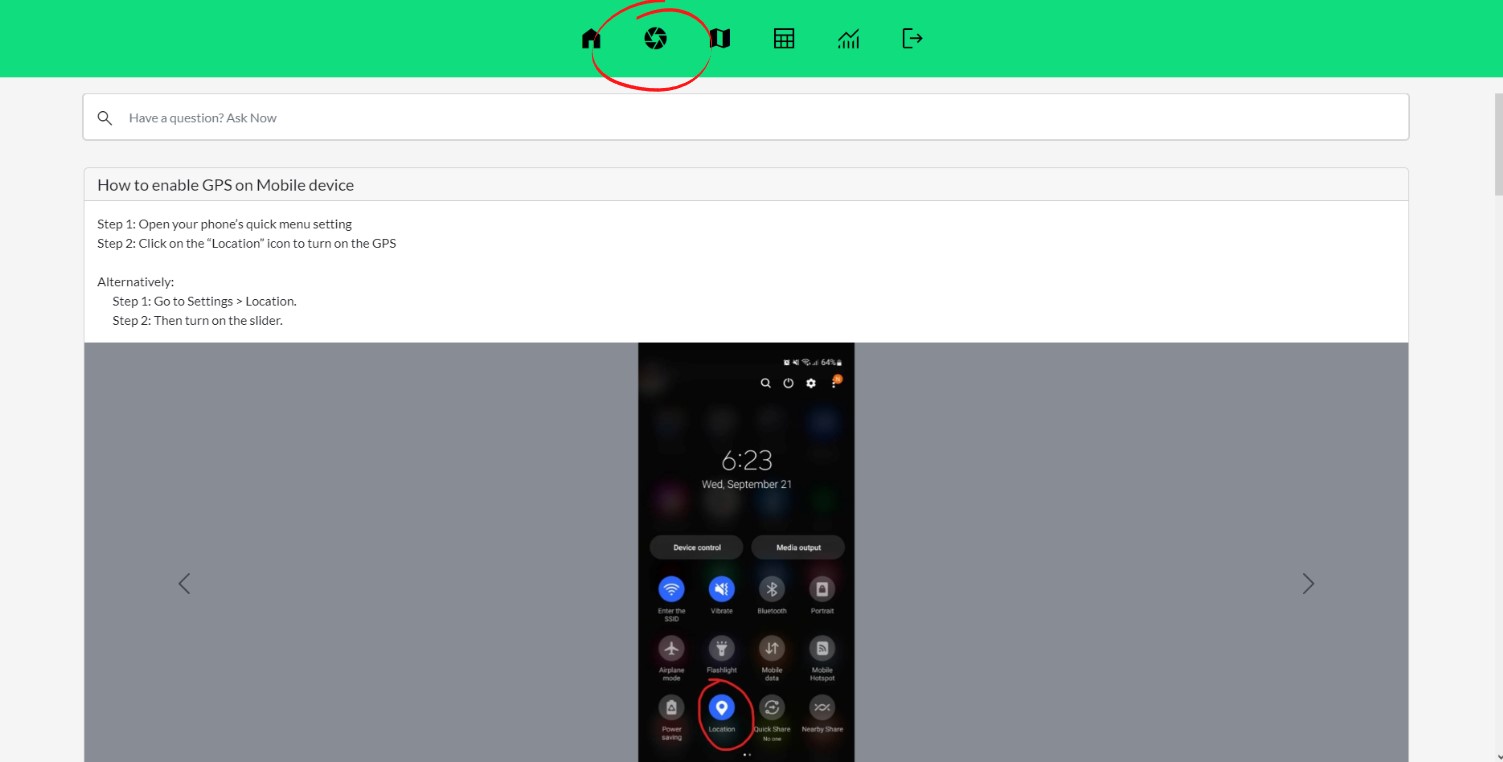 Have a question? Ask Now
How to enable GPS on Mobile device
Step 1: Open your phone's quick menu setting
Step 2: Click on the "Location" icon to turn on the GPS
Alternatively:
Step 1: Go to Settings > Location.
Step 2: Then turn on the slider.
64%
6:23
Wed, September 21
Device control Media output
Enter the SSID
Vibrate
Bluetooth
Portrait
Airplane mode
Flashlight
Mobile data
Mobile Hotspot
Power saving
Location
Quick Share
No one
Nearby Share